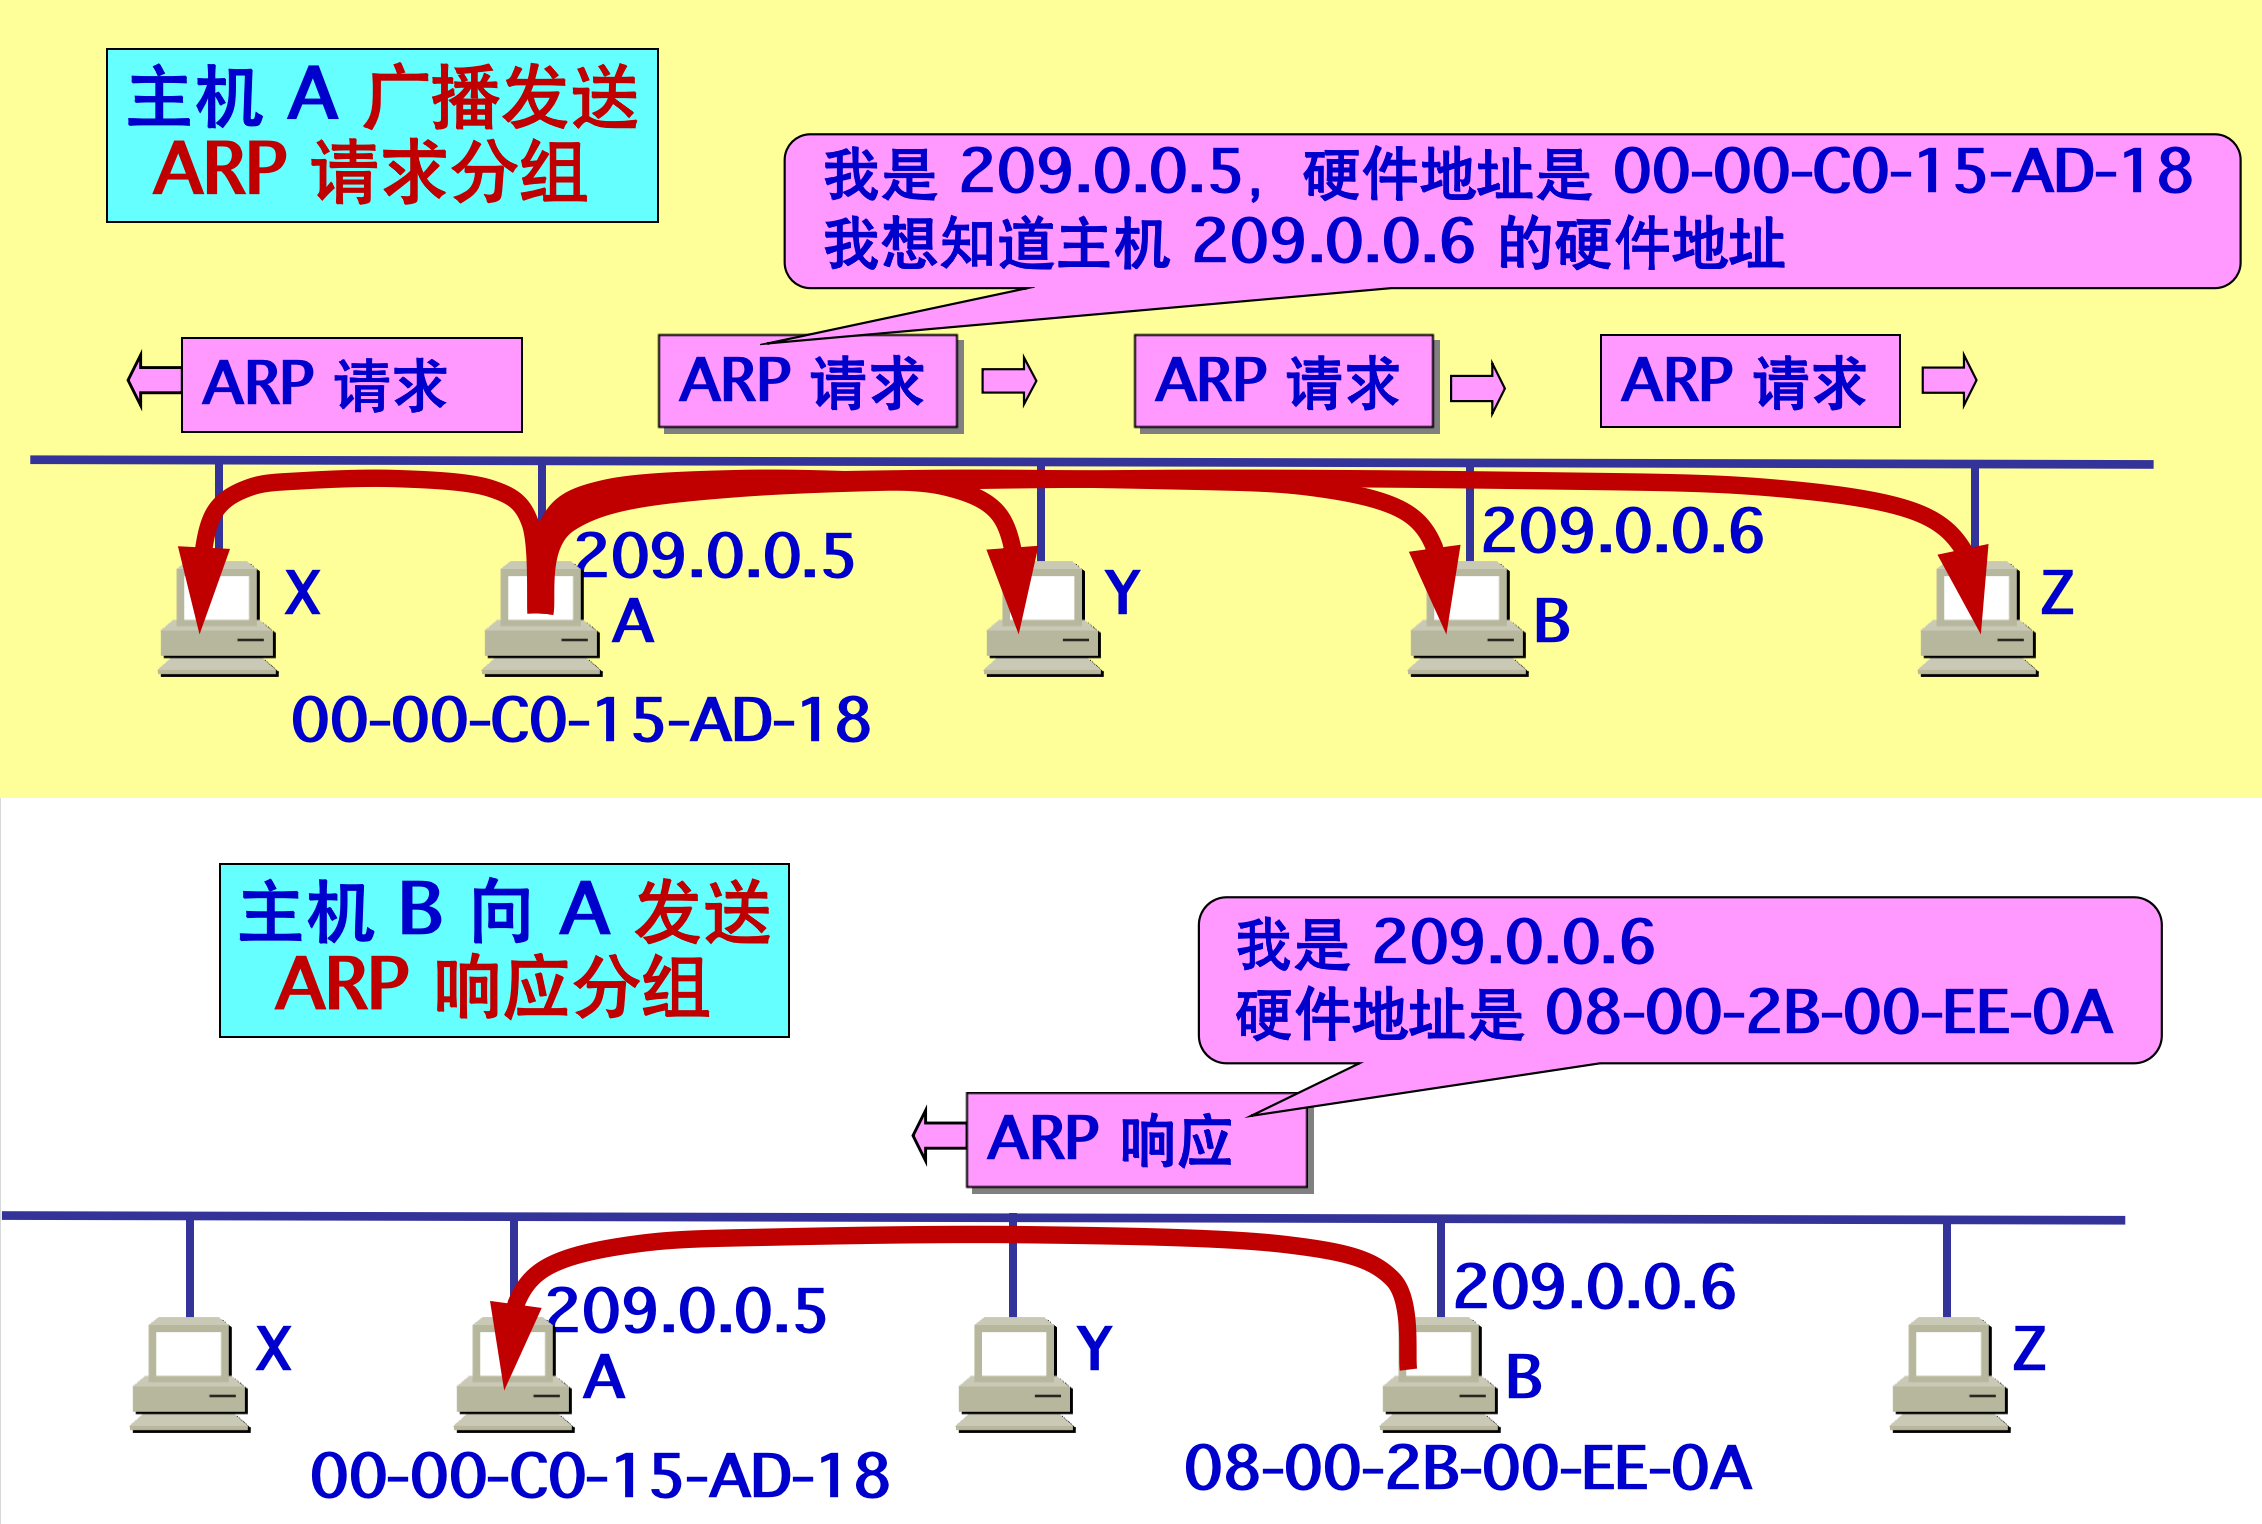 主机 A 广播发送
ARP 请求分组
我是 209.0.0.5，硬件地址是 00-00-C0-15-AD-18
我想知道主机 209.0.0.6 的硬件地址
ARP 请求
ARP 请求
ARP 请求
ARP 请求
209.0.0.5
209.0.0.6
X
A
Y
B
Z
00-00-C0-15-AD-18
主机 B 向 A 发送
ARP 响应分组
我是 209.0.0.6
硬件地址是 08-00-2B-00-EE-0A
ARP 响应
209.0.0.5
209.0.0.6
X
A
Y
B
Z
00-00-C0-15-AD-18
08-00-2B-00-EE-0A